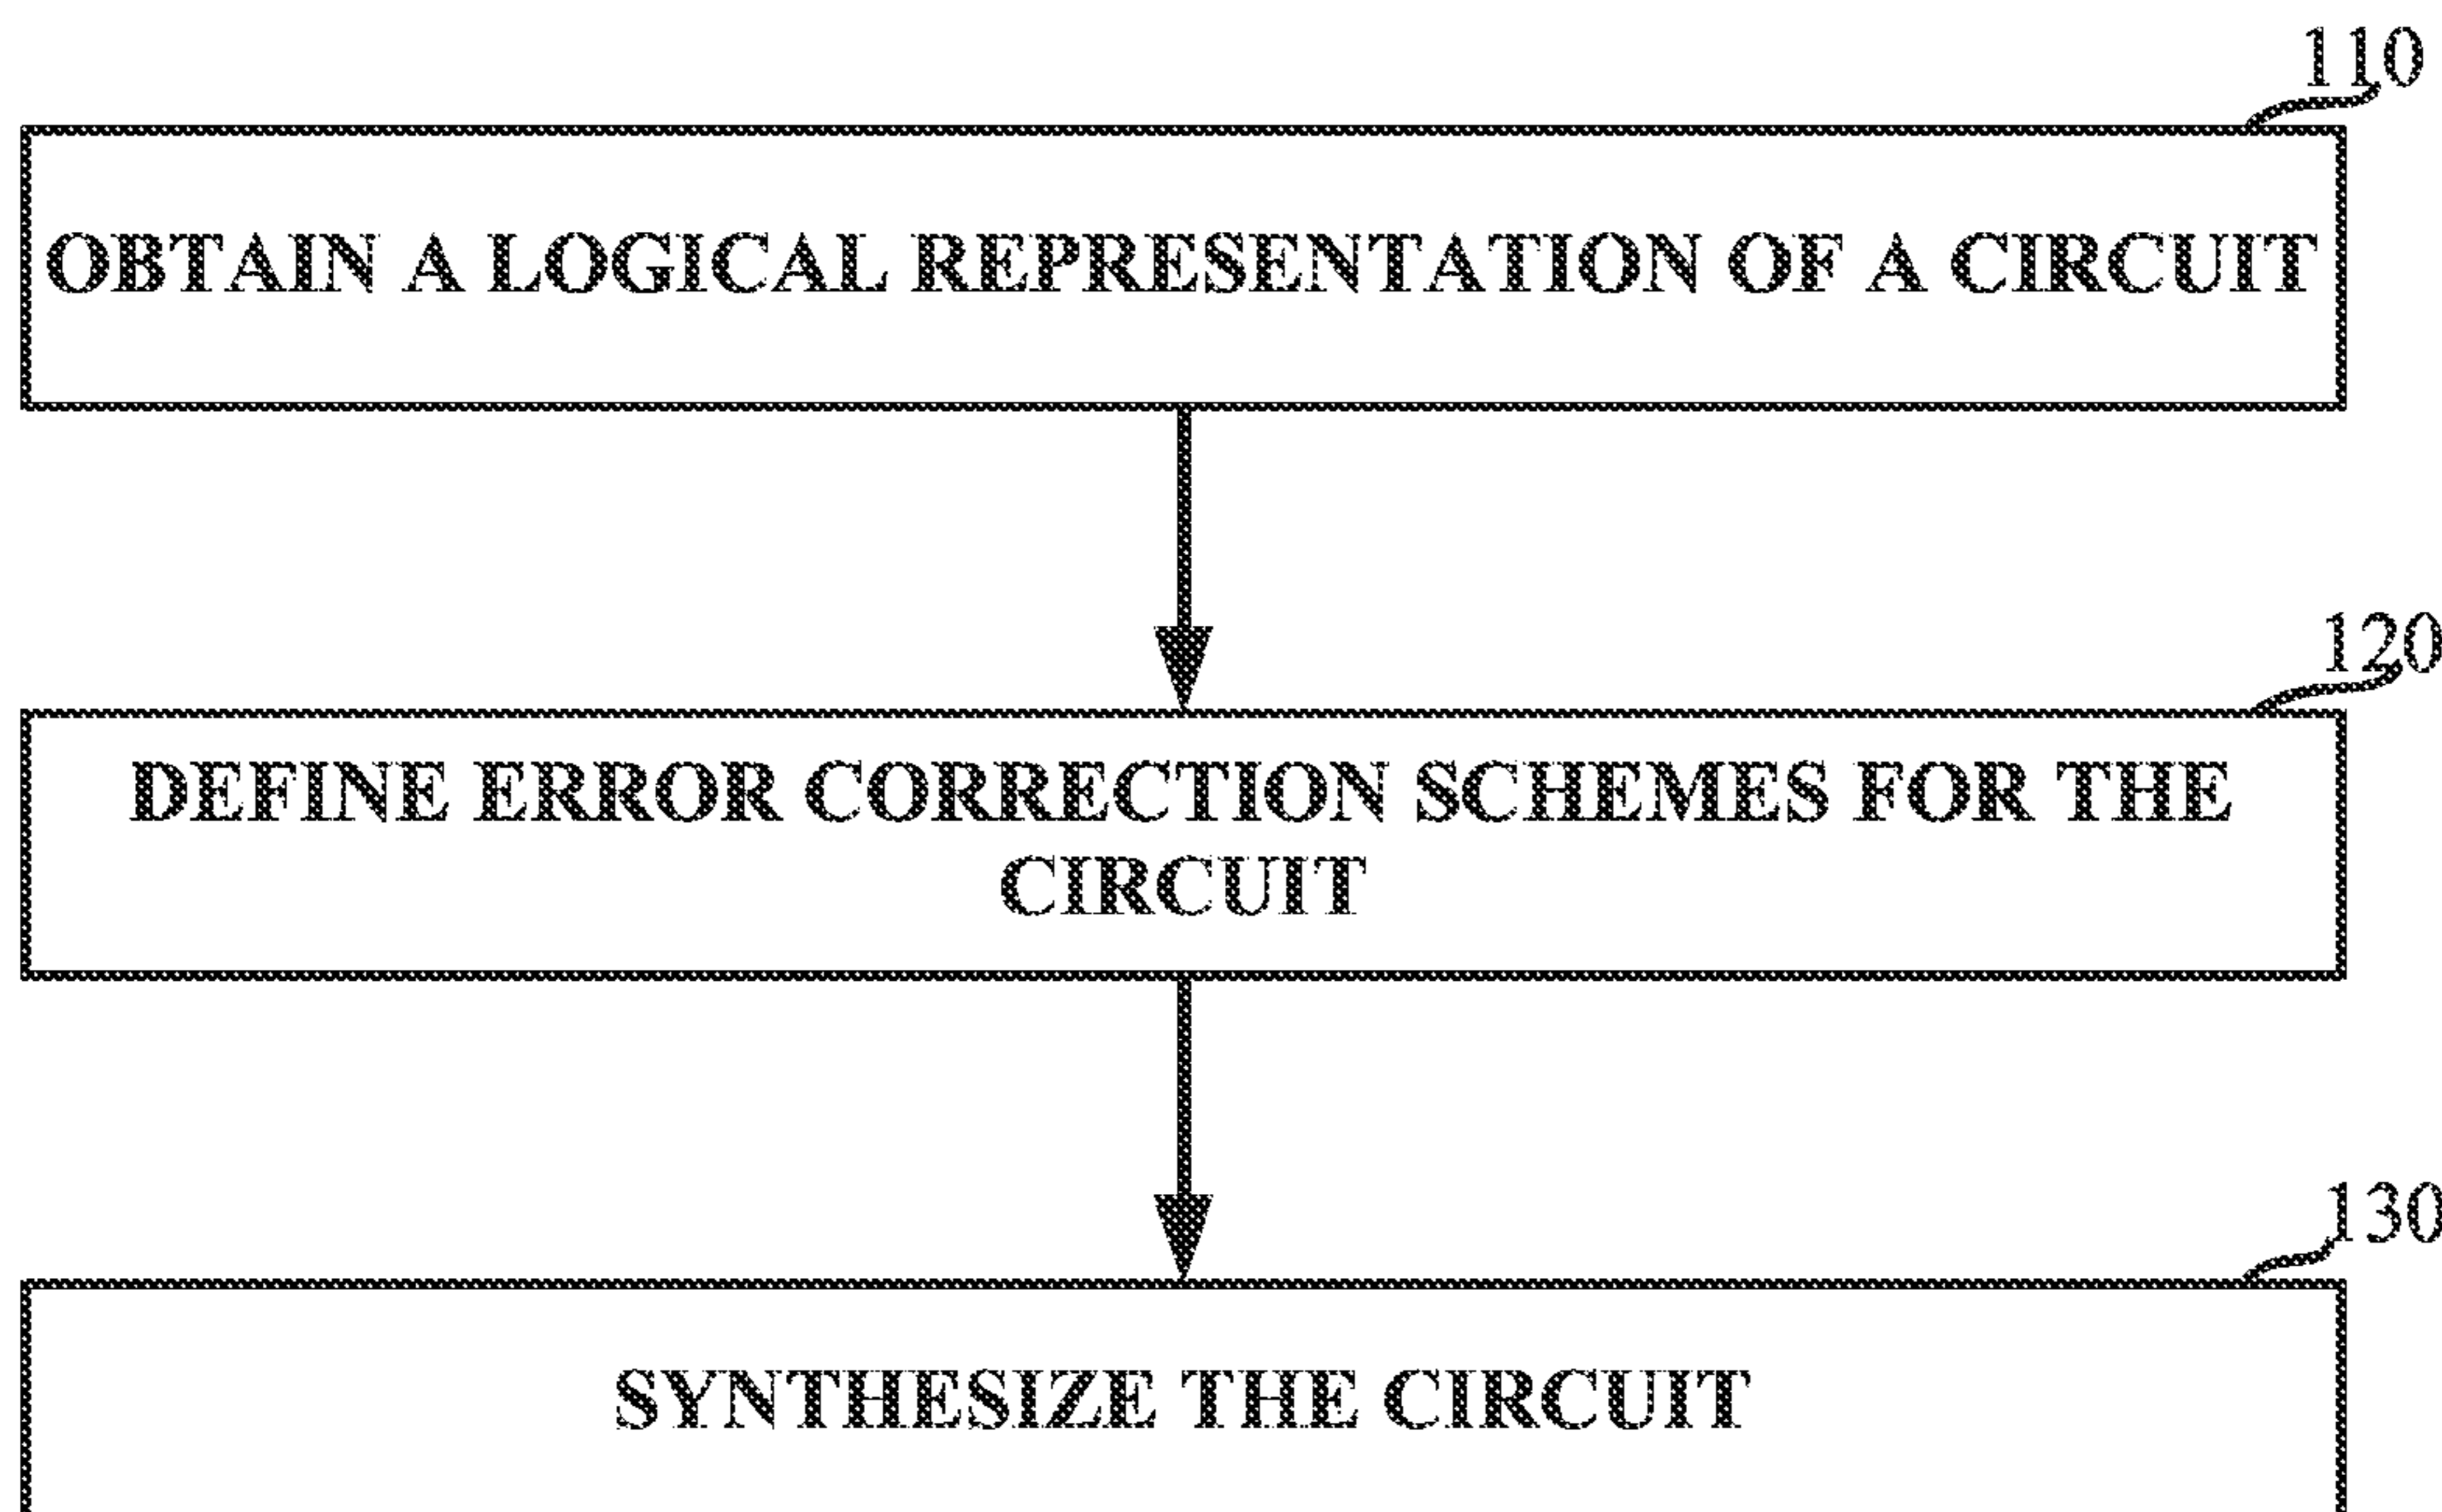 110
OBTAIN A LOGICAL REPRESENTATION OF A CIRCUIT
120
DEFINE ERROR CORRECTION SCHEMES FOR THE
CIRCUIT
130
SYNTHESIZE THE CIRCUIT